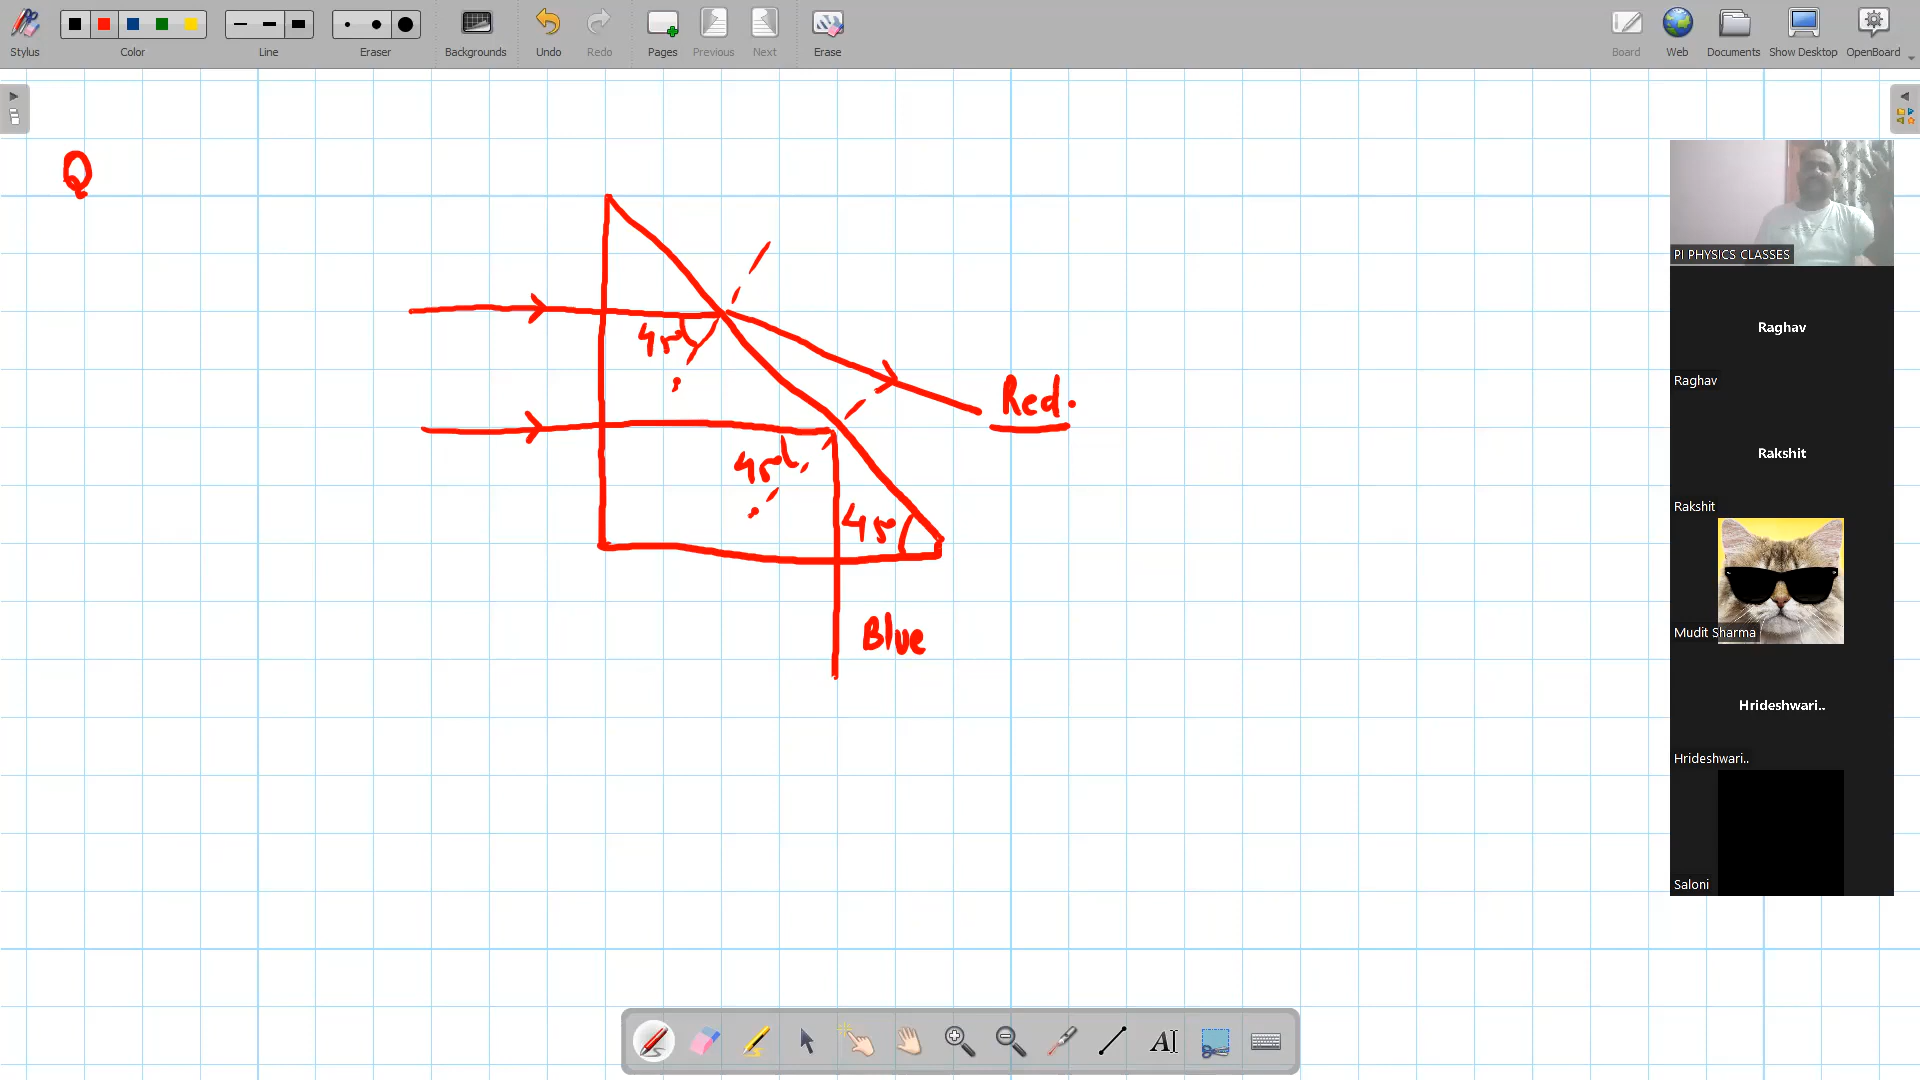 Stylus
Color
Line
Eraser
Backgrounds
Undo
Redo
Pages
Previous
Next
Erase
Board
Web
Documents
Show Desktop
OpenBoard
Q
45°
Red.
45°
45°
Blue
PI PHYSICS CLASSES
Raghav
Raghav
Rakshit
Rakshit
Mudit Sharma
Hrideshwari..
Hrideshwari..
Saloni